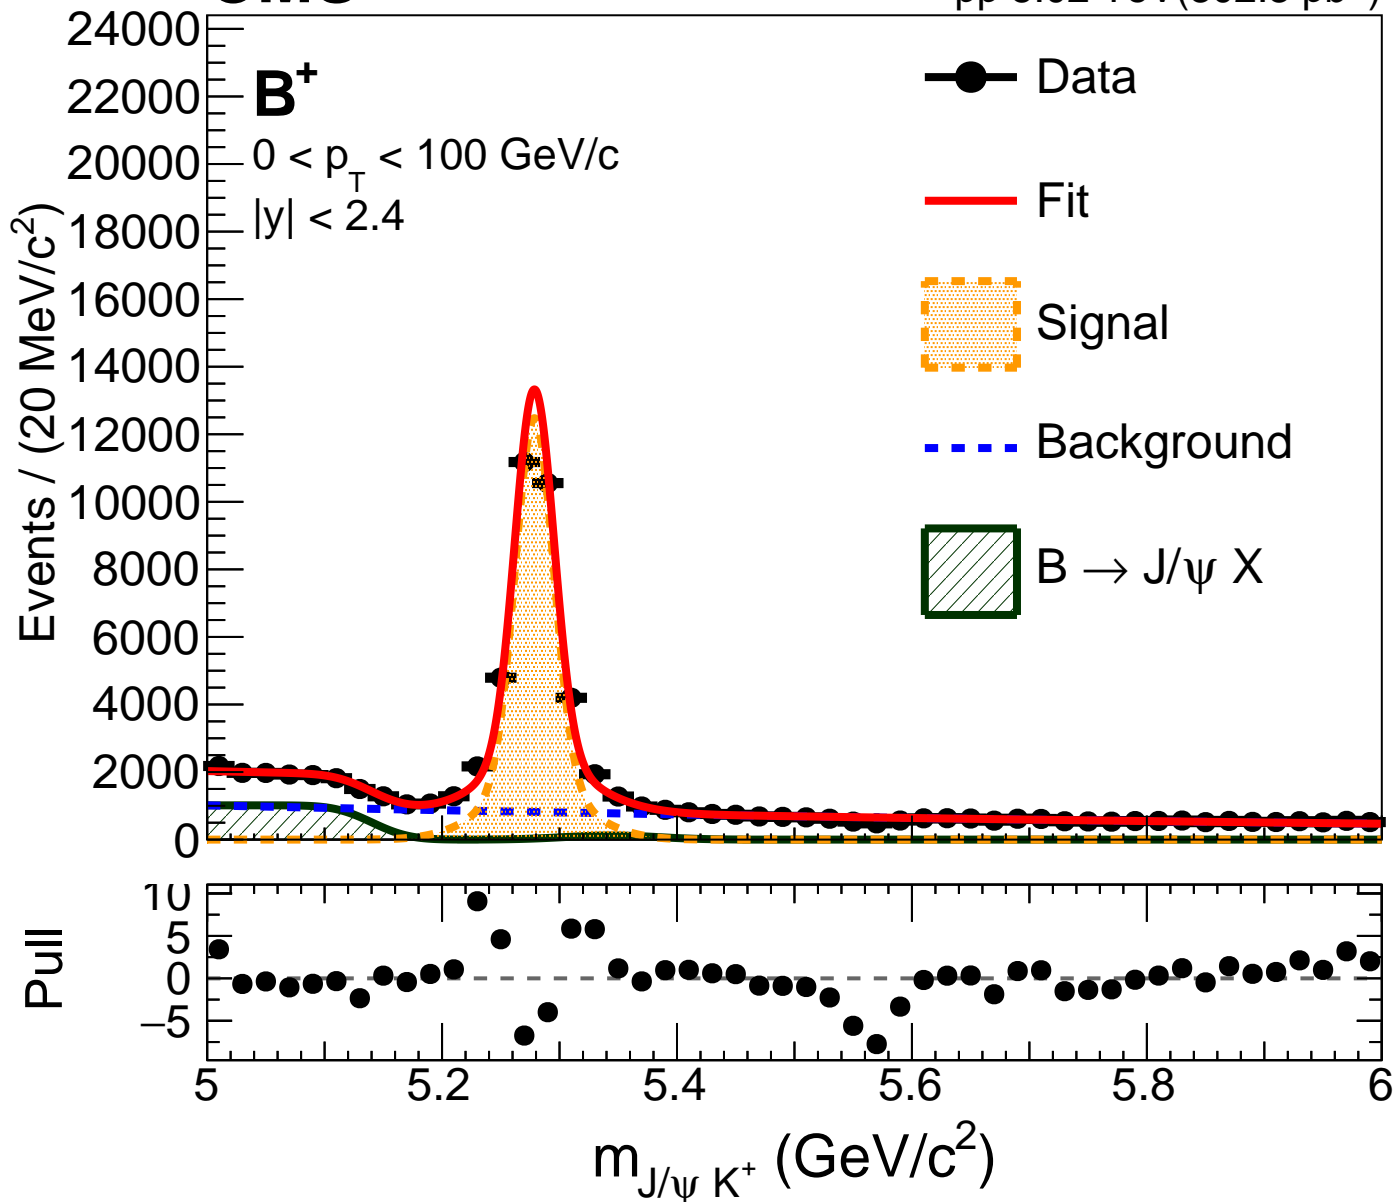 24000
22000
20000
18000
16000
14000
12000
10000
8000
6000
4000
2000
0
Events / (20 MeV/c²)
B⁺
0 < p_T < 100 GeV/c
|y| < 2.4
Data
Fit
Signal
Background
B → J/ψ X
10
5
0
−5
Pull
5
5.2
5.4
5.6
5.8
6
m_{J/ψ K⁺} (GeV/c²)